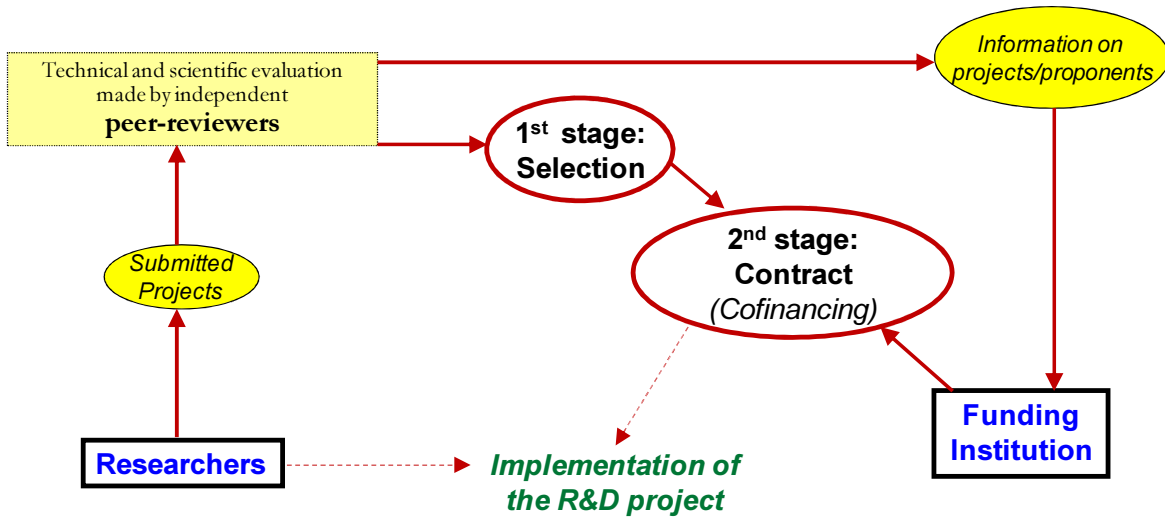 Technical and scientific evaluation
made by independent
peer-reviewers
Information on
projects/proponents
1st stage:
Selection
2nd stage:
Contract
(Cofinancing)
Submitted
Projects
Researchers
Implementation of
the R&D project
Funding
Institution